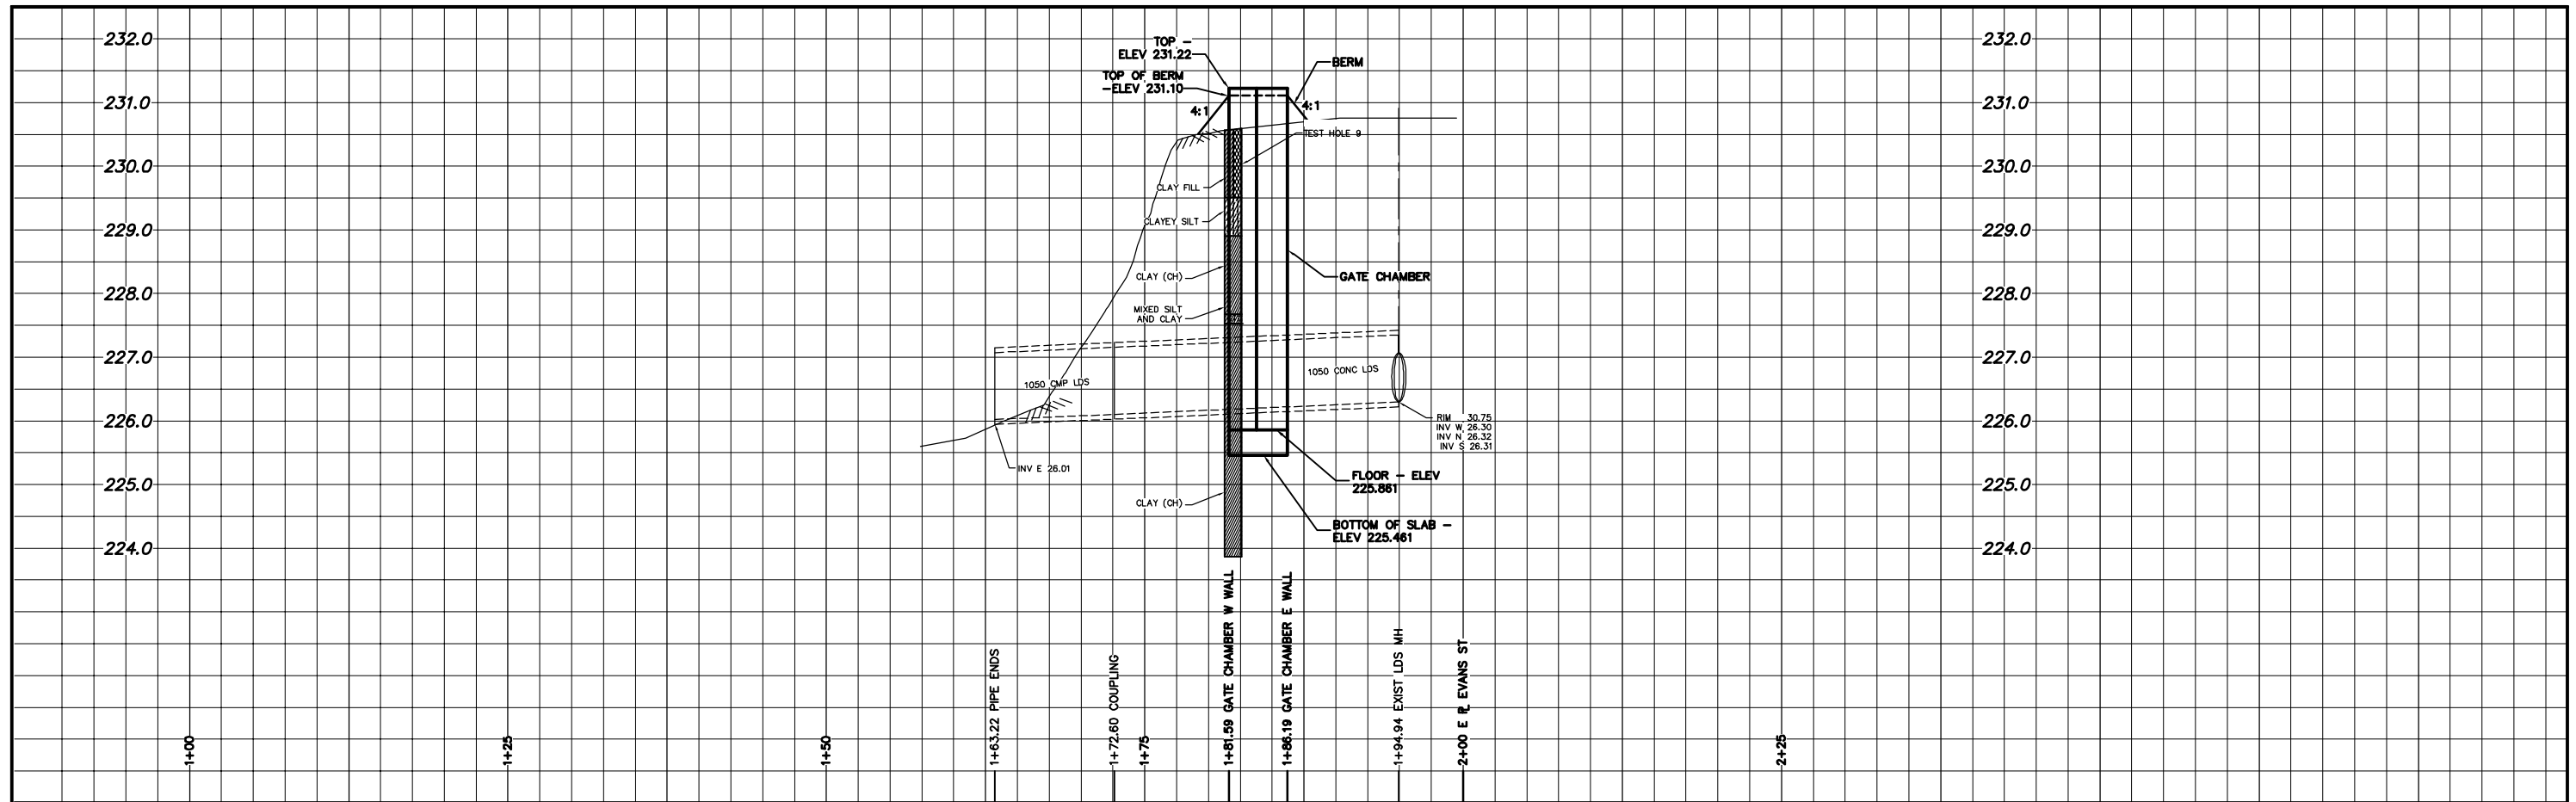 232.0
232.0
TOP –
ELEV 231.22
BERM
TOP OF BERM
–ELEV 231.10
231.0
4:1
4:1
231.0
TEST HOLE 9
230.0
230.0
CLAY FILL
CLAYEY SILT
229.0
229.0
CLAY (CH)
GATE CHAMBER
228.0
228.0
MIXED SILT
AND CLAY
227.0
227.0
1050 CMP LDS
1050 CONC LDS
226.0
226.0
RIM 30.75
INV W 26.30
INV N 26.32
INV S 26.31
INV E 26.01
FLOOR – ELEV
225.861
225.0
225.0
CLAY (CH)
BOTTOM OF SLAB –
ELEV 225.461
224.0
224.0
1+00
1+25
1+50
1+63.22 PIPE ENDS
1+72.60 COUPLING
1+75
1+81.59 GATE CHAMBER W WALL
1+86.19 GATE CHAMBER E WALL
1+94.94 EXIST LDS MH
2+00 E PL EVANS ST
2+25